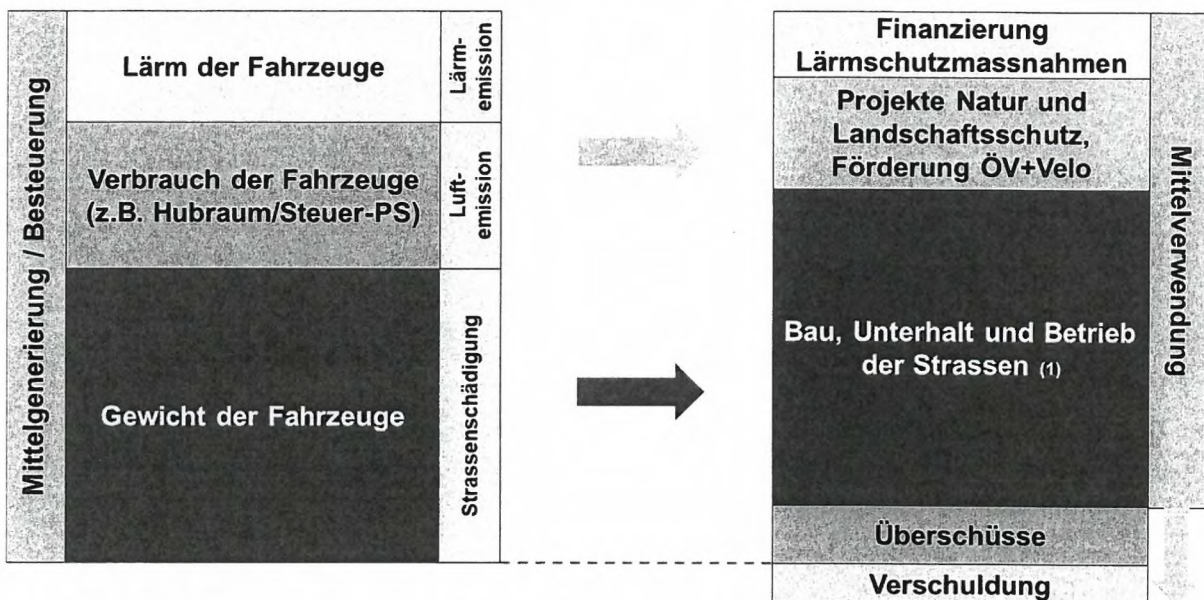 Mittelgenerierung / Besteuerung
Lärm der Fahrzeuge
Lärm-
emission
Verbrauch der Fahrzeuge
(z.B. Hubraum/Steuer-PS)
Luft-
emission
Gewicht der Fahrzeuge
Strassenschädigung
Finanzierung
Lärmschutzmassnahmen
Projekte Natur und
Landschaftsschutz,
Förderung ÖV+Velo
Bau, Unterhalt und Betrieb
der Strassen (1)
Überschüsse
Verschuldung
Mittelverwendung